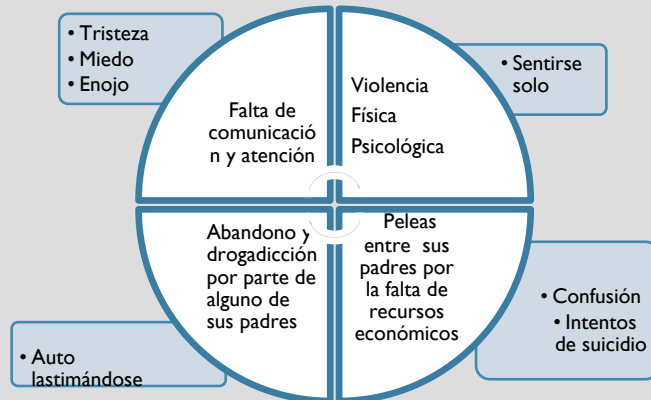 • Tristeza
• Miedo
• Enojo
Falta de
comunicació
n y atención
Violencia
Física
Psicológica
• Sentirse
solo
Abandono y
drogadicción
por parte de
alguno de
sus padres
• Auto
lastimándose
Peleas
entre sus
padres por
la falta de
recursos
económicos
• Confusión
• Intentos
de suicidio